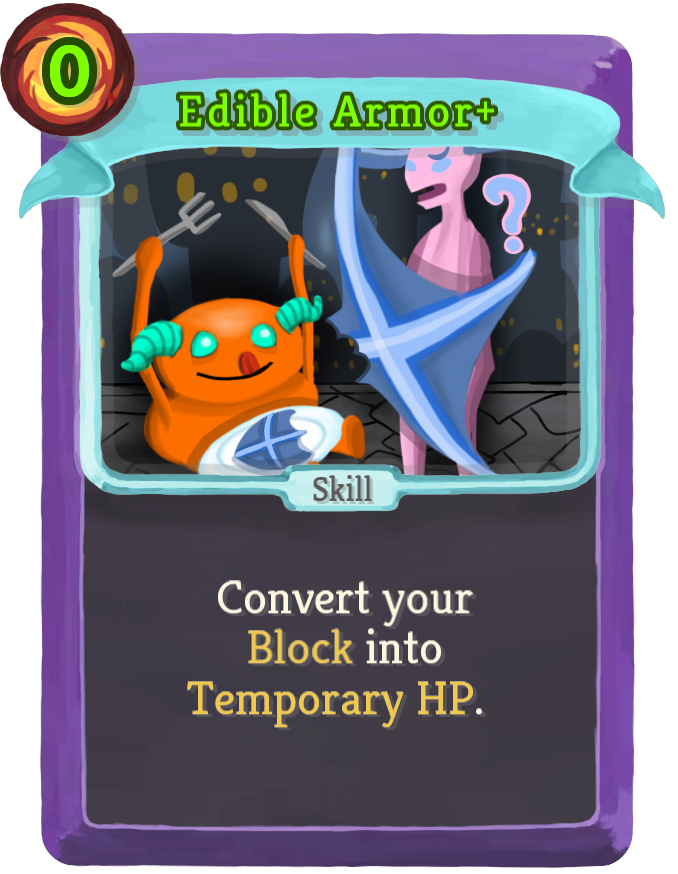 0
Edible Armor+
?
Skill
Convert your
Block into
Temporary HP.